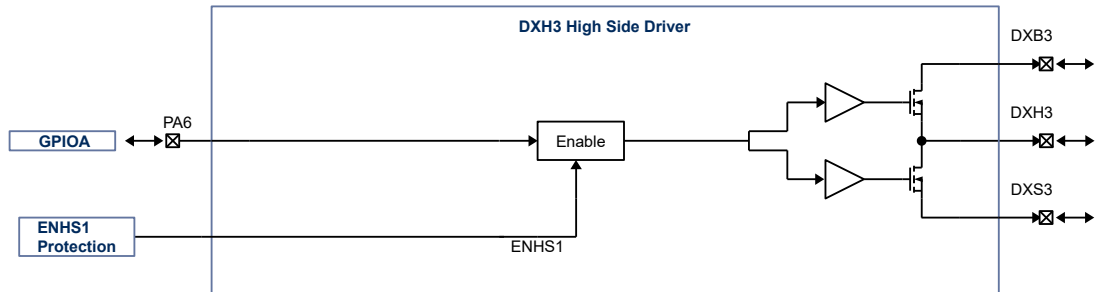 DXH3 High Side Driver
DXB3
PA6
DXH3
GPIOA
Enable
DXS3
ENHS1
Protection
ENHS1